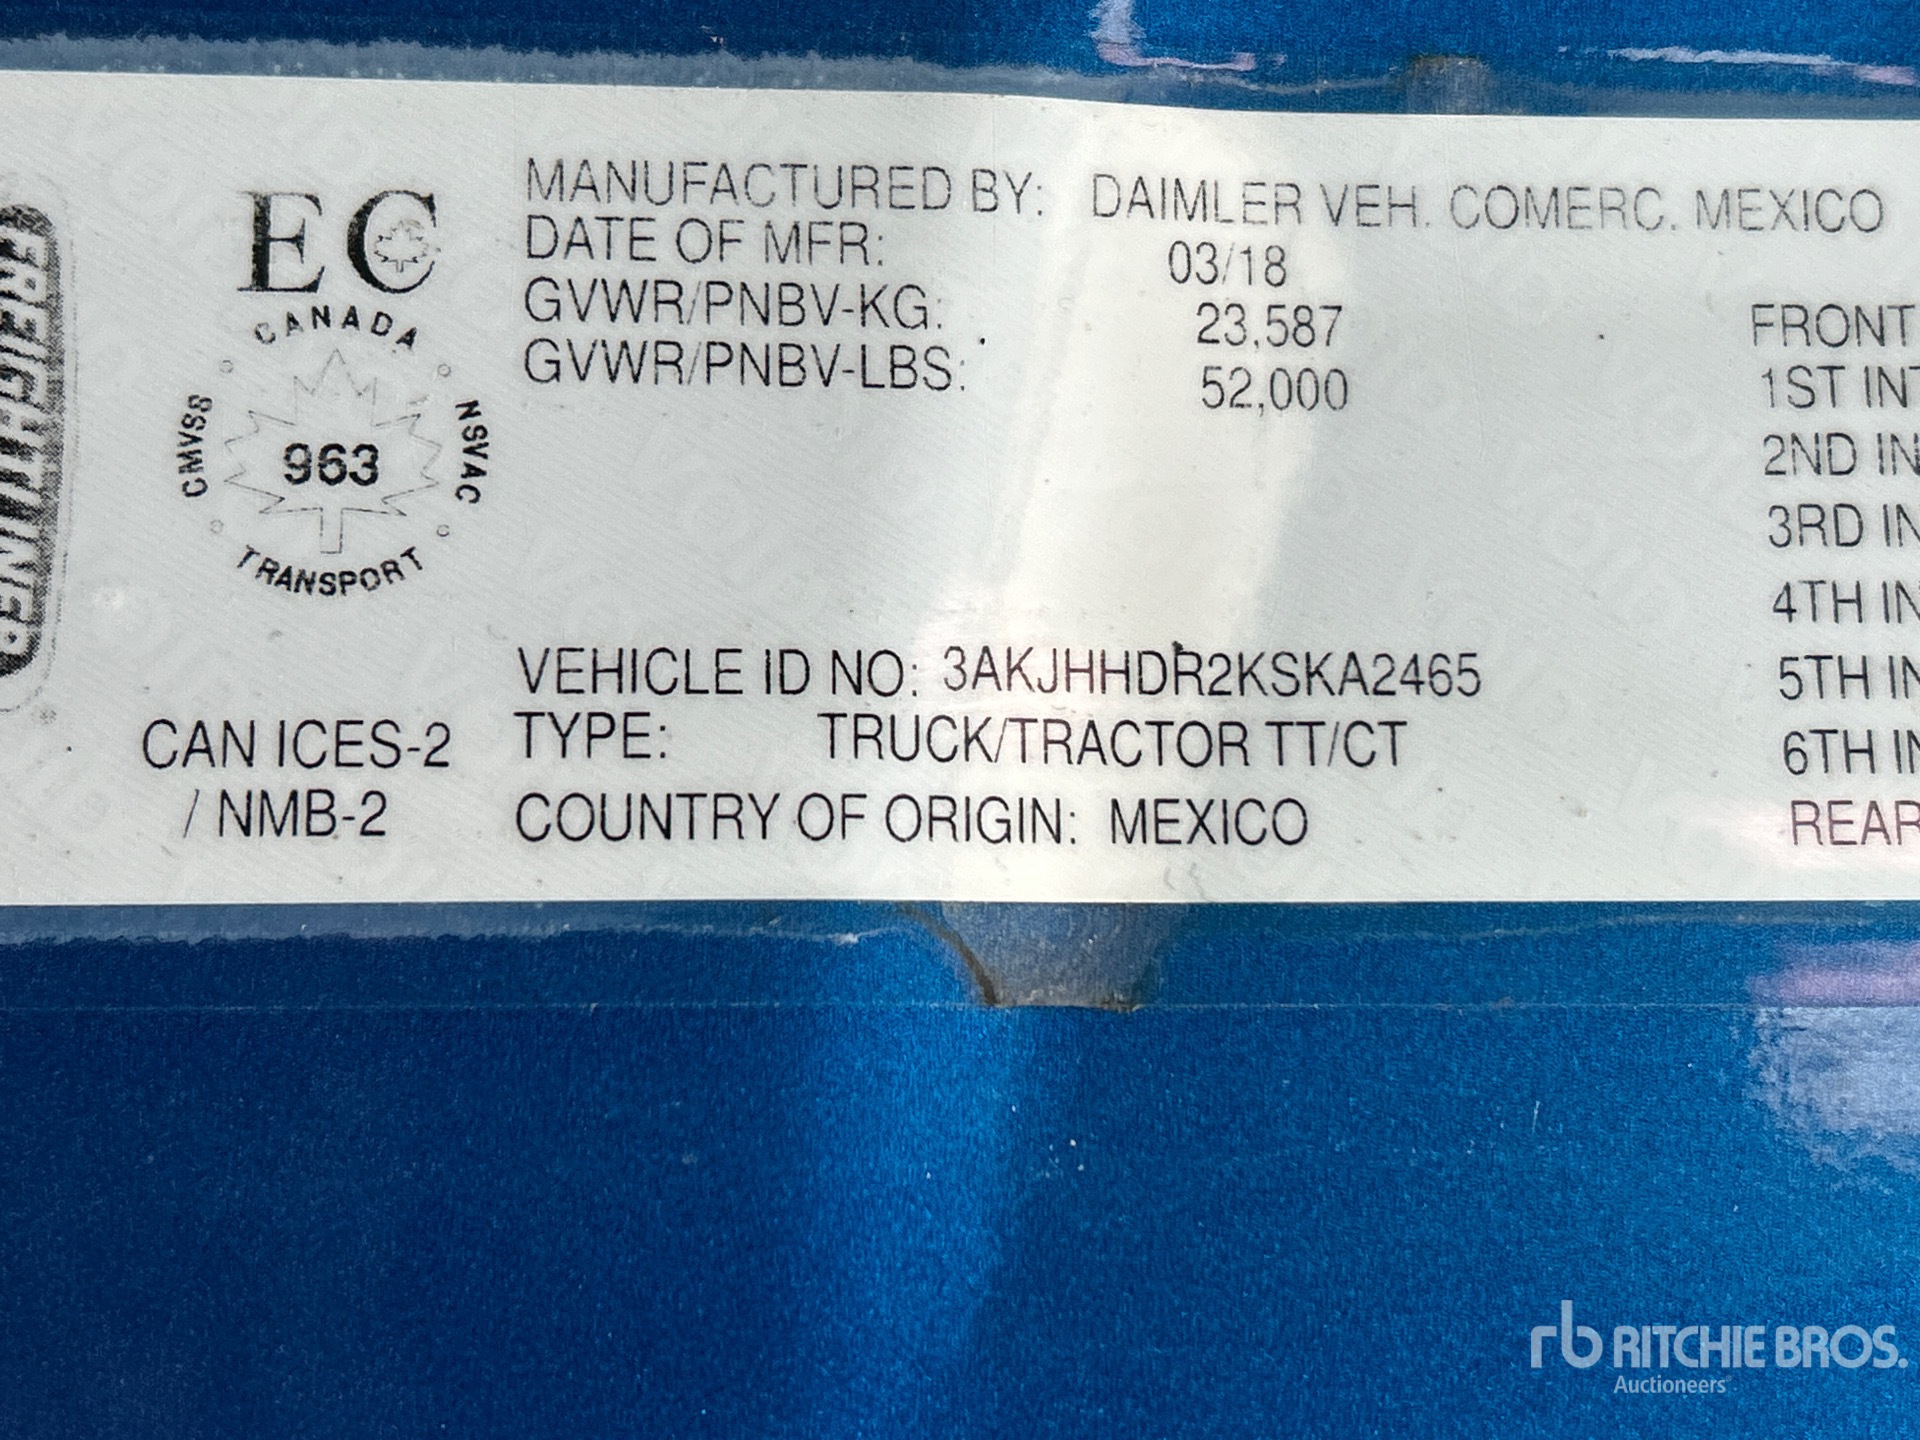 FREIGHTLINER
EC
CANADA
CMVSS
963
NSVAC
TRANSPORT
CAN ICES-2
/ NMB-2
MANUFACTURED BY: DAIMLER VEH. COMERC. MEXICO
DATE OF MFR: 03/18
GVWR/PNBV-KG: 23,587
GVWR/PNBV-LBS: 52,000
VEHICLE ID NO: 3AKJHHDR2KSKA2465
TYPE: TRUCK/TRACTOR TT/CT
COUNTRY OF ORIGIN: MEXICO
FRONT
1ST INT
2ND IN
3RD IN
4TH IN
5TH IN
6TH IN
REAR
rb RITCHIE BROS.
Auctioneers